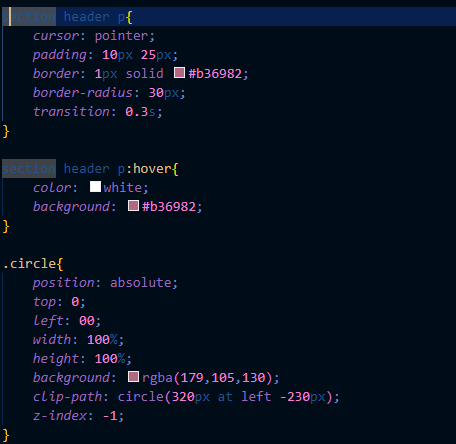 section header p{
cursor: pointer;
padding: 10px 25px;
border: 1px solid #b36982;
border-radius: 30px;
transition: 0.3s;
}
section header p:hover{
color: white;
background: #b36982;
}
.circle{
position: absolute;
top: 0;
left: 00;
width: 100%;
height: 100%;
background: rgba(179,105,130);
clip-path: circle(320px at left -230px);
z-index: -1;
}